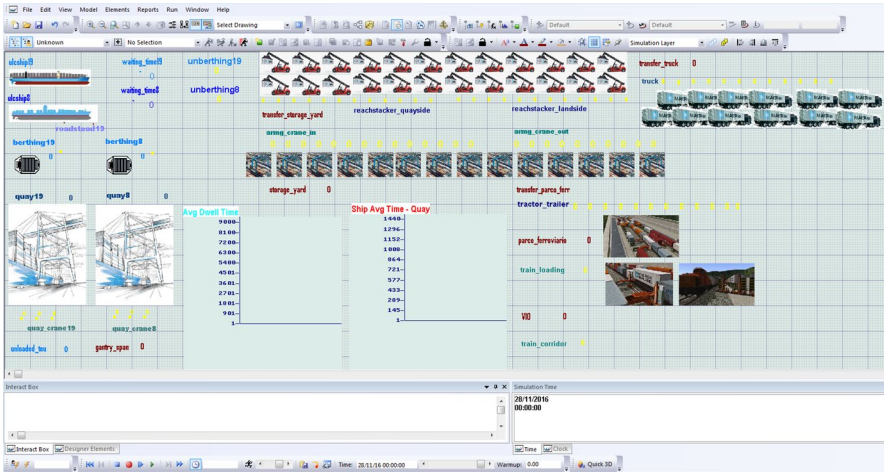 File Edit View Model Elements Reports Run Window Help
Select Drawing
Default
Default
Unknown
No Selection
Simulation Layer
ulcship19
waiting_time19
0
unberthing19
transfer_truck 0
truck
ulcship8
waiting_time8
0
unberthing8
transfer_storage_yard
reachstacker_quayside
reachstacker_landside
roadstead19
armg_crane_in
armg_crane_out
berthing19
0
berthing8
0
quay19 0
quay8 0
storage_yard 0
transfer_parco_ferr
tractor_trailer
Avg Dwell Time
9000
8100
7200
6300
5400
4501
3601
2701
1801
901
1
Ship Avg Time - Quay
1440
1296
1152
1008
864
721
577
433
289
145
1
parco_ferroviario 0
train_loading
VIO 0
train_corridor
quay_crane19
quay_crane8
unloaded_teu 0
gantry_span 0
Interact Box
Simulation Time
28/11/2016
00:00:00
Interact Box
Designer Elements
Time
Clock
Time: 28/11/16 00:00:00
Warmup: 0.00
Quick 3D